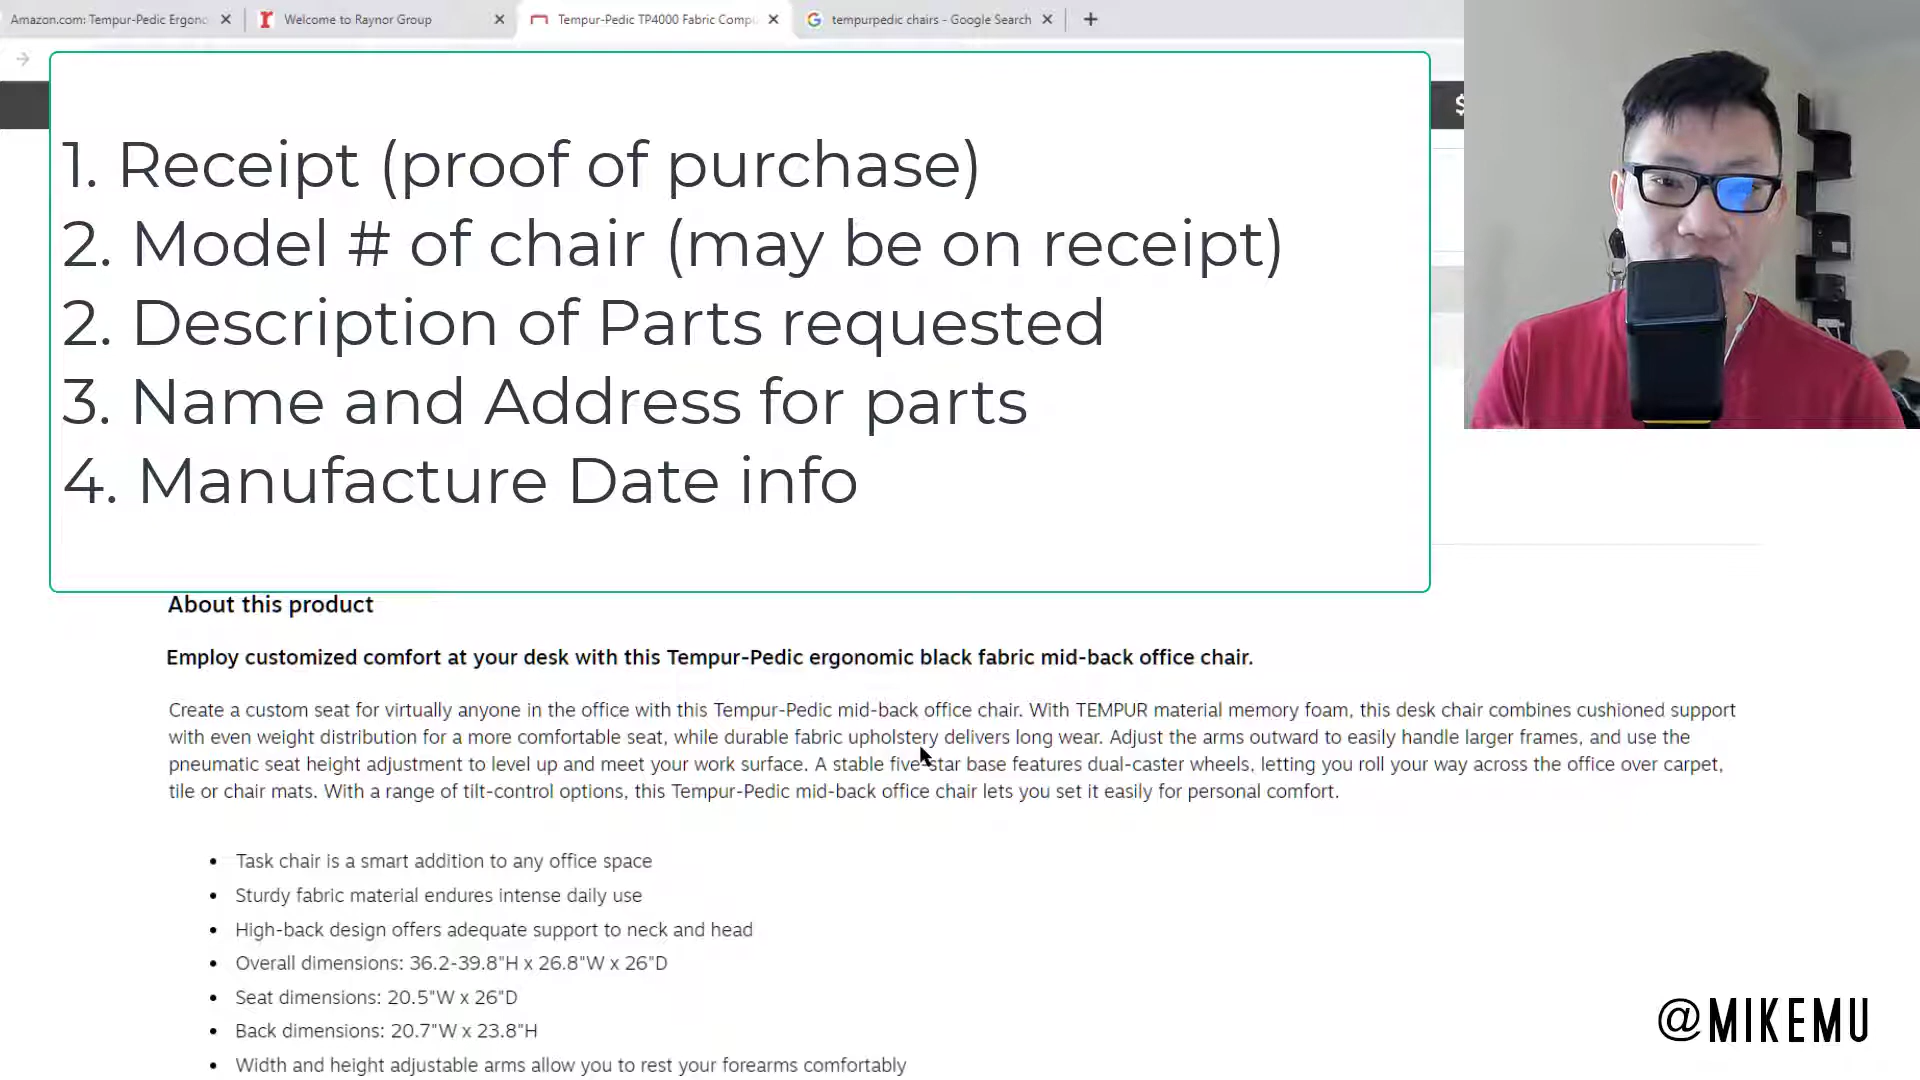 Amazon.com: Tempur-Pedic Ergono
Welcome to Raynor Group
Tempur-Pedic TP4000 Fabric Compu
tempurpedic chairs - Google Search
$
1. Receipt (proof of purchase)
2. Model # of chair (may be on receipt)
2. Description of Parts requested
3. Name and Address for parts
4. Manufacture Date info
About this product
Employ customized comfort at your desk with this Tempur-Pedic ergonomic black fabric mid-back office chair.
Create a custom seat for virtually anyone in the office with this Tempur-Pedic mid-back office chair. With TEMPUR material memory foam, this desk chair combines cushioned support
with even weight distribution for a more comfortable seat, while durable fabric upholstery delivers long wear. Adjust the arms outward to easily handle larger frames, and use the
pneumatic seat height adjustment to level up and meet your work surface. A stable five-star base features dual-caster wheels, letting you roll your way across the office over carpet,
tile or chair mats. With a range of tilt-control options, this Tempur-Pedic mid-back office chair lets you set it easily for personal comfort.
• Task chair is a smart addition to any office space
• Sturdy fabric material endures intense daily use
• High-back design offers adequate support to neck and head
• Overall dimensions: 36.2-39.8"H x 26.8"W x 26"D
• Seat dimensions: 20.5"W x 26"D
• Back dimensions: 20.7"W x 23.8"H
• Width and height adjustable arms allow you to rest your forearms comfortably
@MIKEMU